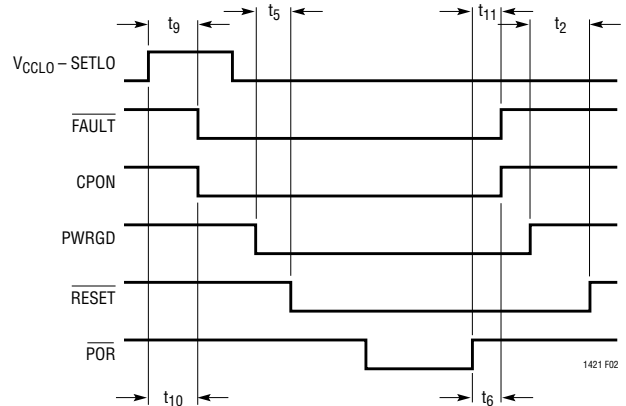 t9 t5 t11 t2
VCCLO – SETLO
FAULT
CPON
PWRGD
RESET
POR
1421 F02
t10 t6